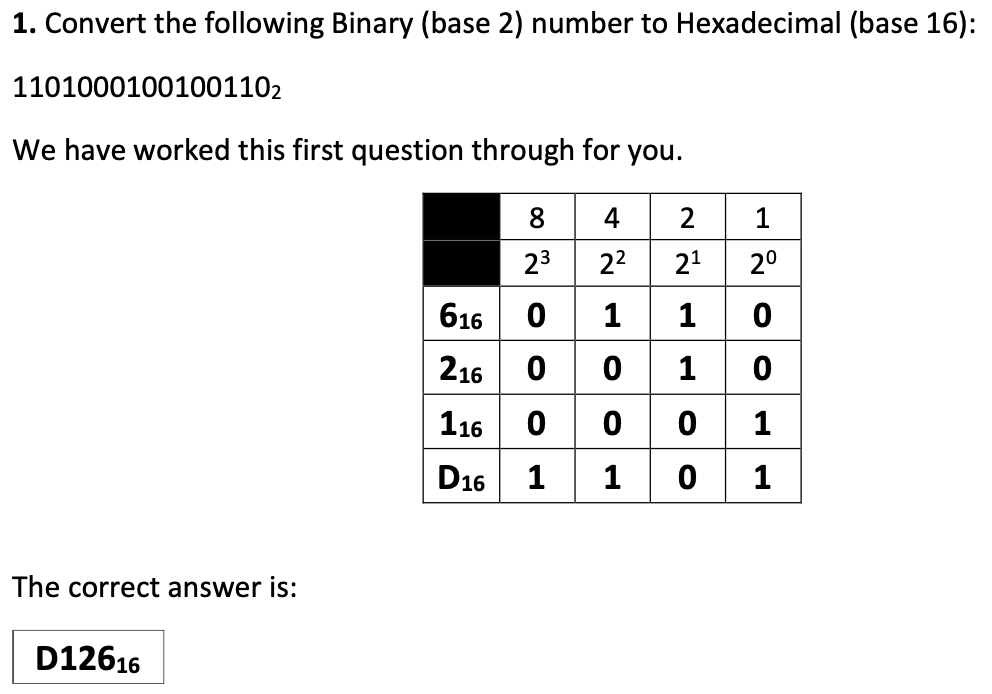 1. Convert the following Binary (base 2) number to Hexadecimal (base 16):
1101000100100110₂
We have worked this first question through for you.
8 4 2 1
2³ 2² 2¹ 2⁰
6₁₆ 0 1 1 0
2₁₆ 0 0 1 0
1₁₆ 0 0 0 1
D₁₆ 1 1 0 1
The correct answer is:
D126₁₆